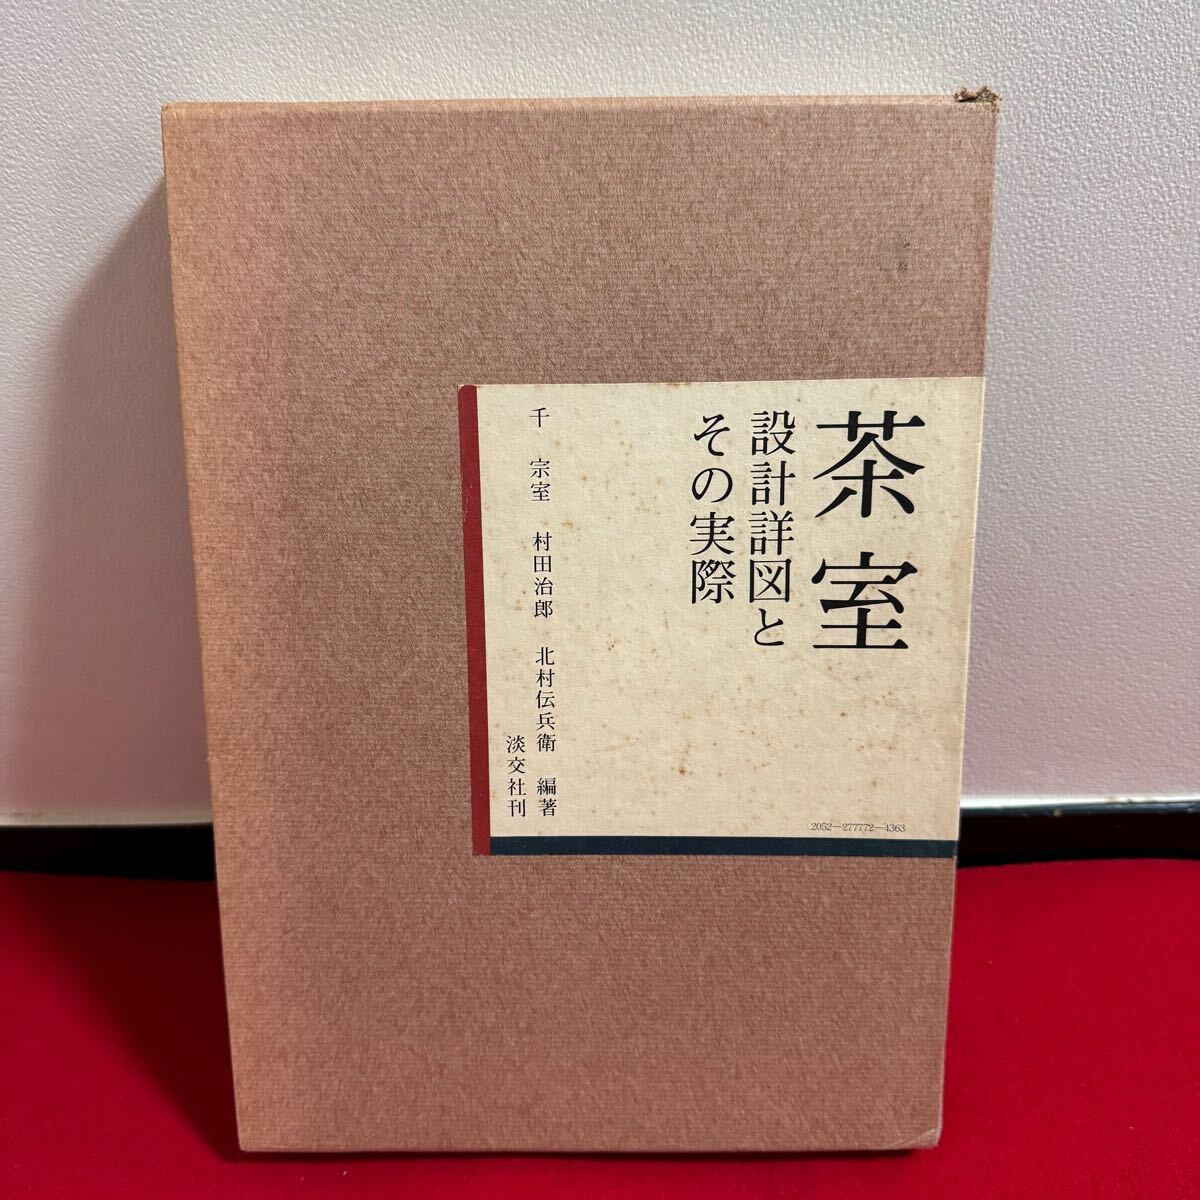 茶室
設計詳図と
その実際
千 宗室 村田治郎 北村伝兵衛 編著
淡交社刊
2052-277772-4363